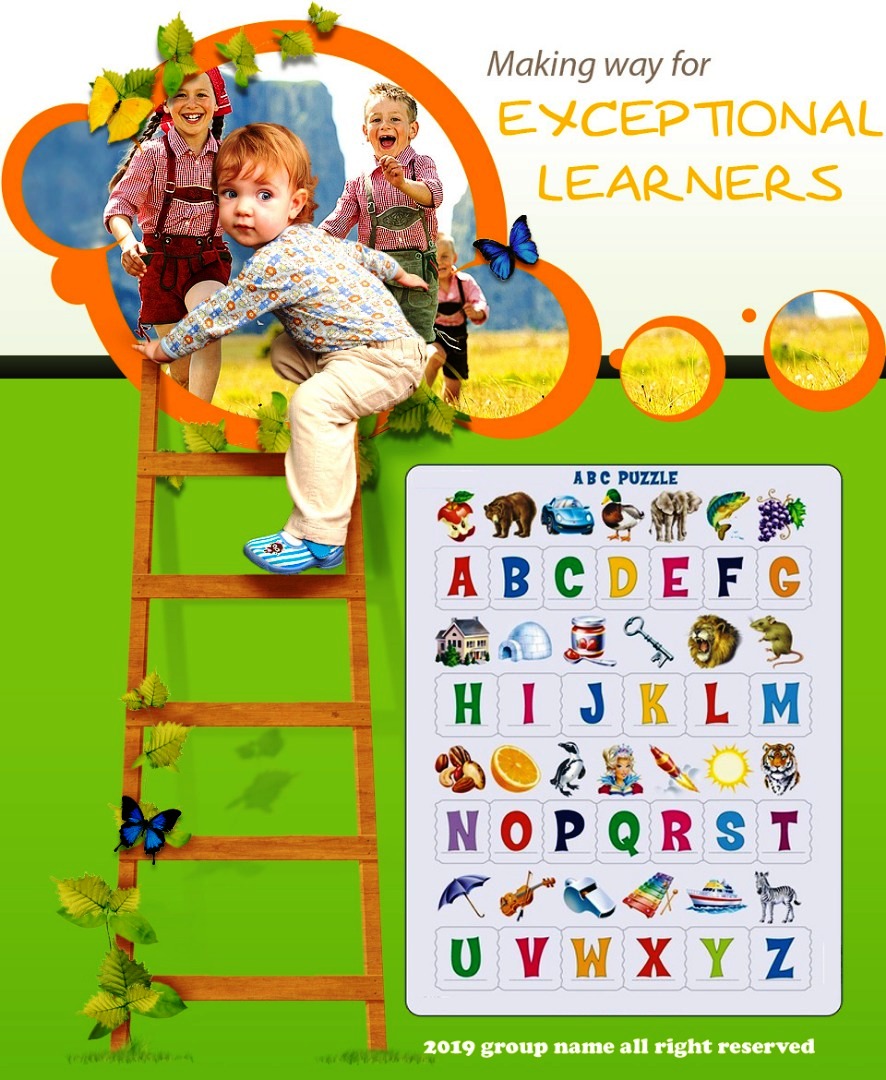 Making way for
EXCEPTIONAL
LEARNERS
ABC PUZZLE
A B C D E F G
H I J K L M
N O P Q R S T
U V W X Y Z
2019 group name all right reserved